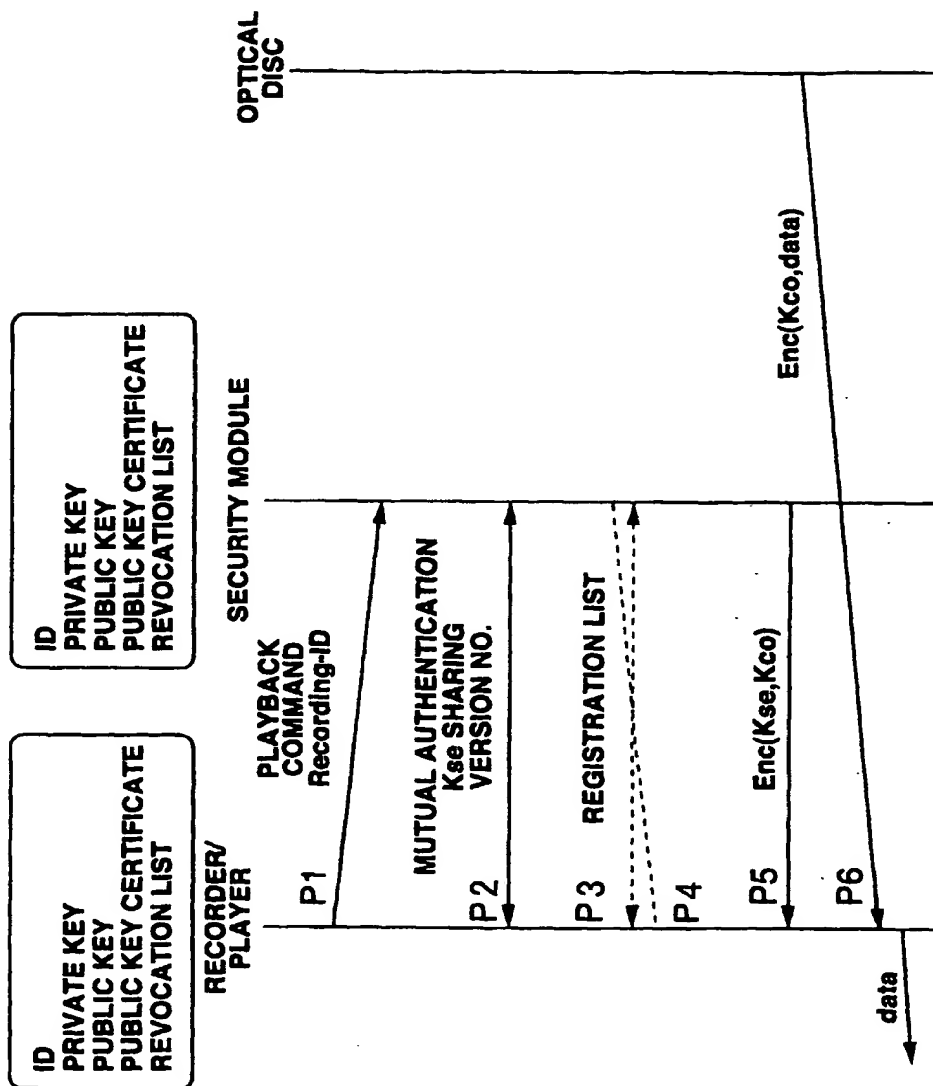 ID
PRIVATE KEY
PUBLIC KEY
PUBLIC KEY CERTIFICATE
REVOCATION LIST
ID
PRIVATE KEY
PUBLIC KEY
PUBLIC KEY CERTIFICATE
REVOCATION LIST
RECORDER/
PLAYER
SECURITY MODULE
OPTICAL
DISC
PLAYBACK
COMMAND
Recording-ID
P1
MUTUAL AUTHENTICATION
Kse SHARING
VERSION NO.
P2
REGISTRATION LIST
P3
P4
Enc(Kse,Kco)
P5
Enc(Kco,data)
P6
data